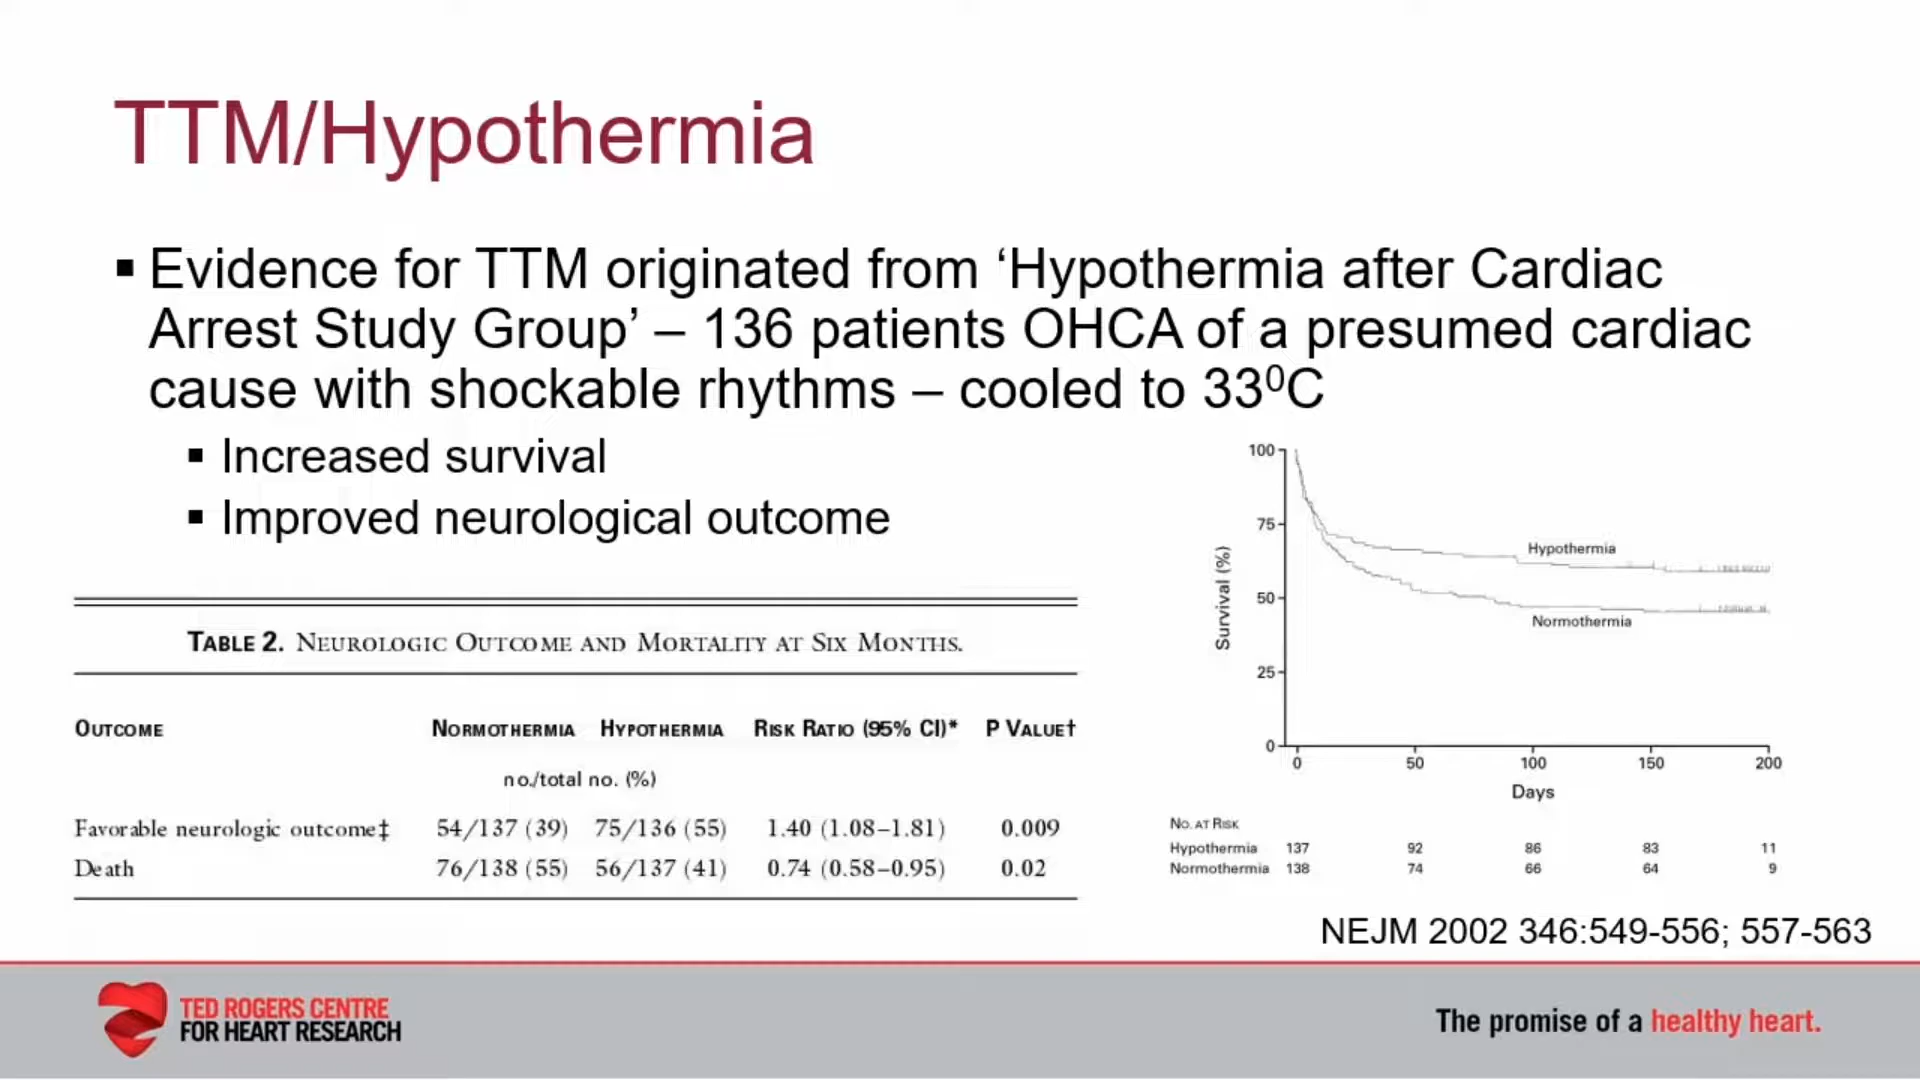 TTM/Hypothermia
▪ Evidence for TTM originated from ‘Hypothermia after Cardiac
Arrest Study Group’ – 136 patients OHCA of a presumed cardiac
cause with shockable rhythms – cooled to 33⁰C
▪ Increased survival
▪ Improved neurological outcome
TABLE 2. NEUROLOGIC OUTCOME AND MORTALITY AT SIX MONTHS.
OUTCOME NORMOTHERMIA HYPOTHERMIA RISK RATIO (95% CI)* P VALUE†
no./total no. (%)
Favorable neurologic outcome‡ 54/137 (39) 75/136 (55) 1.40 (1.08–1.81) 0.009
Death 76/138 (55) 56/137 (41) 0.74 (0.58–0.95) 0.02
Survival (%)
100
75
50
25
0
Hypothermia
Normothermia
0 50 100 150 200
Days
NO. AT RISK
Hypothermia 137 92 86 83 11
Normothermia 138 74 66 64 9
NEJM 2002 346:549-556; 557-563
TED ROGERS CENTRE
FOR HEART RESEARCH
The promise of a healthy heart.